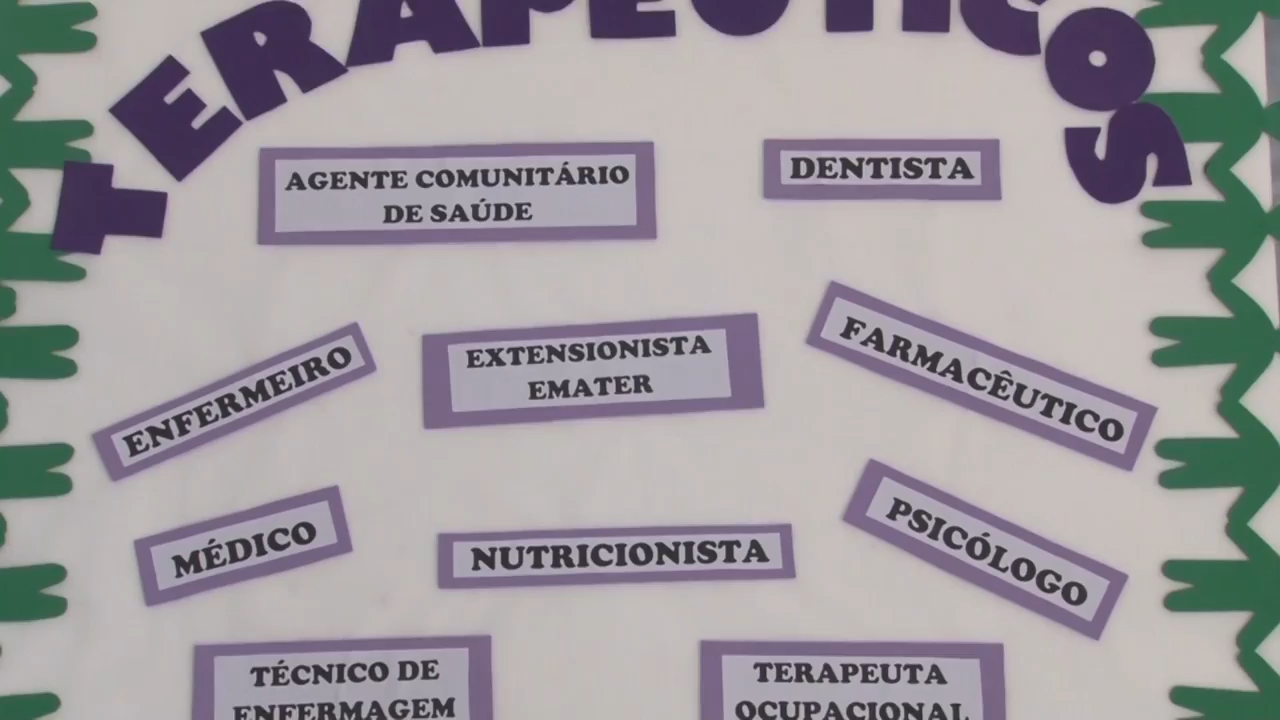 TERAPÊUTICOS
AGENTE COMUNITÁRIO
DE SAÚDE
DENTISTA
ENFERMEIRO
EXTENSIONISTA
EMATER
FARMACÊUTICO
MÉDICO
NUTRICIONISTA
PSICÓLOGO
TÉCNICO DE
ENFERMAGEM
TERAPEUTA
OCUPACIONAL